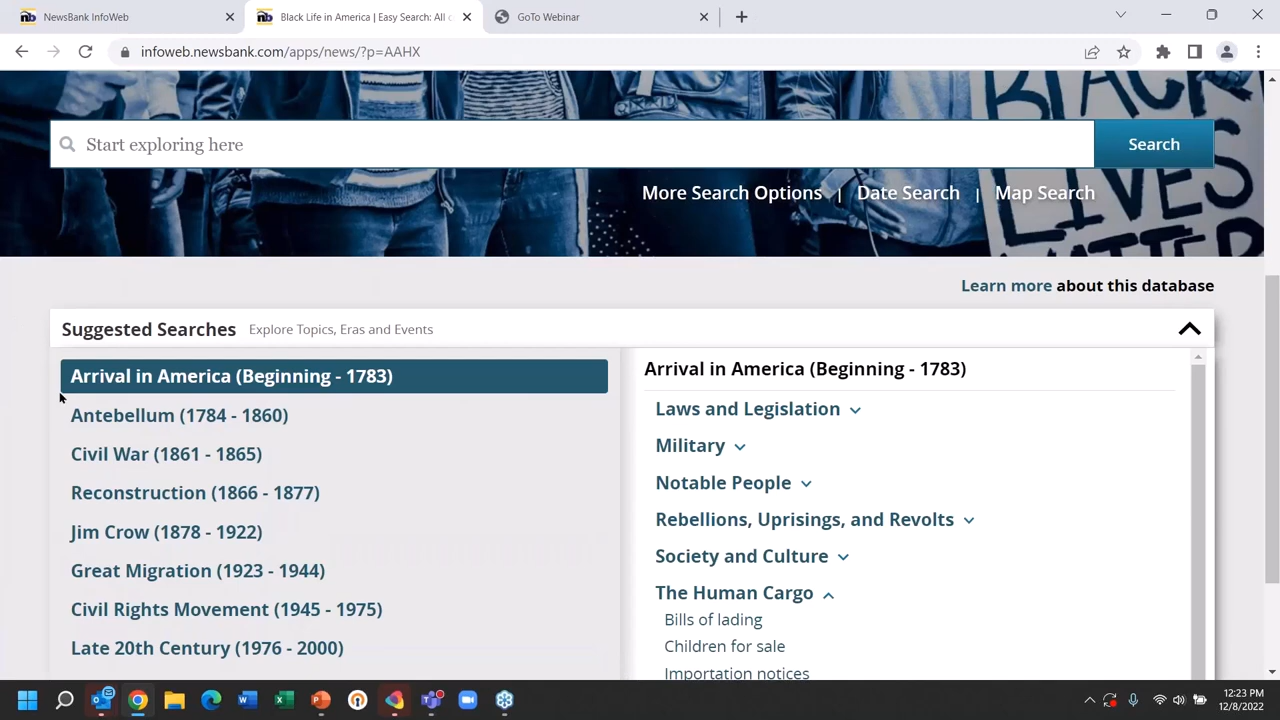 NewsBank InfoWeb
Black Life in America | Easy Search: All c
GoTo Webinar
infoweb.newsbank.com/apps/news/?p=AAHX
BLACK
LIVES
MATTER
Start exploring here
Search
More Search Options | Date Search | Map Search
Learn more about this database
Suggested Searches Explore Topics, Eras and Events
Arrival in America (Beginning - 1783)
Antebellum (1784 - 1860)
Civil War (1861 - 1865)
Reconstruction (1866 - 1877)
Jim Crow (1878 - 1922)
Great Migration (1923 - 1944)
Civil Rights Movement (1945 - 1975)
Late 20th Century (1976 - 2000)
Arrival in America (Beginning - 1783)
Laws and Legislation
Military
Notable People
Rebellions, Uprisings, and Revolts
Society and Culture
The Human Cargo
Bills of lading
Children for sale
Importation notices
12:23 PM
12/8/2022